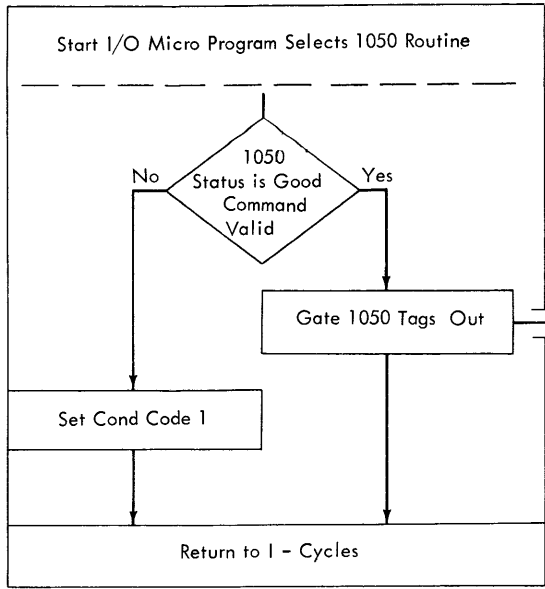 Start I/O Micro Program Selects 1050 Routine
1050
Status is Good
Command
Valid
No
Yes
Gate 1050 Tags Out
Set Cond Code 1
Return to I - Cycles